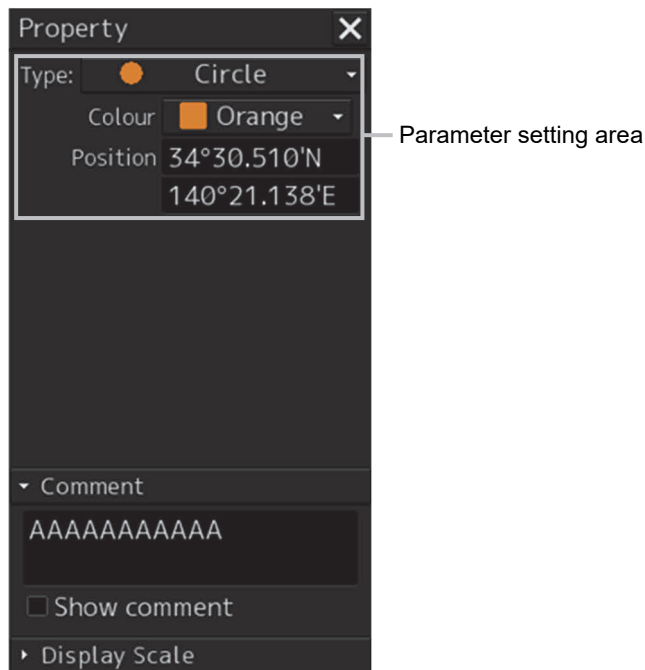 Property
Type: Circle
Colour Orange
Parameter setting area
Position 34°30.510'N
140°21.138'E
Comment
AAAAAAAAAAA
Show comment
Display Scale